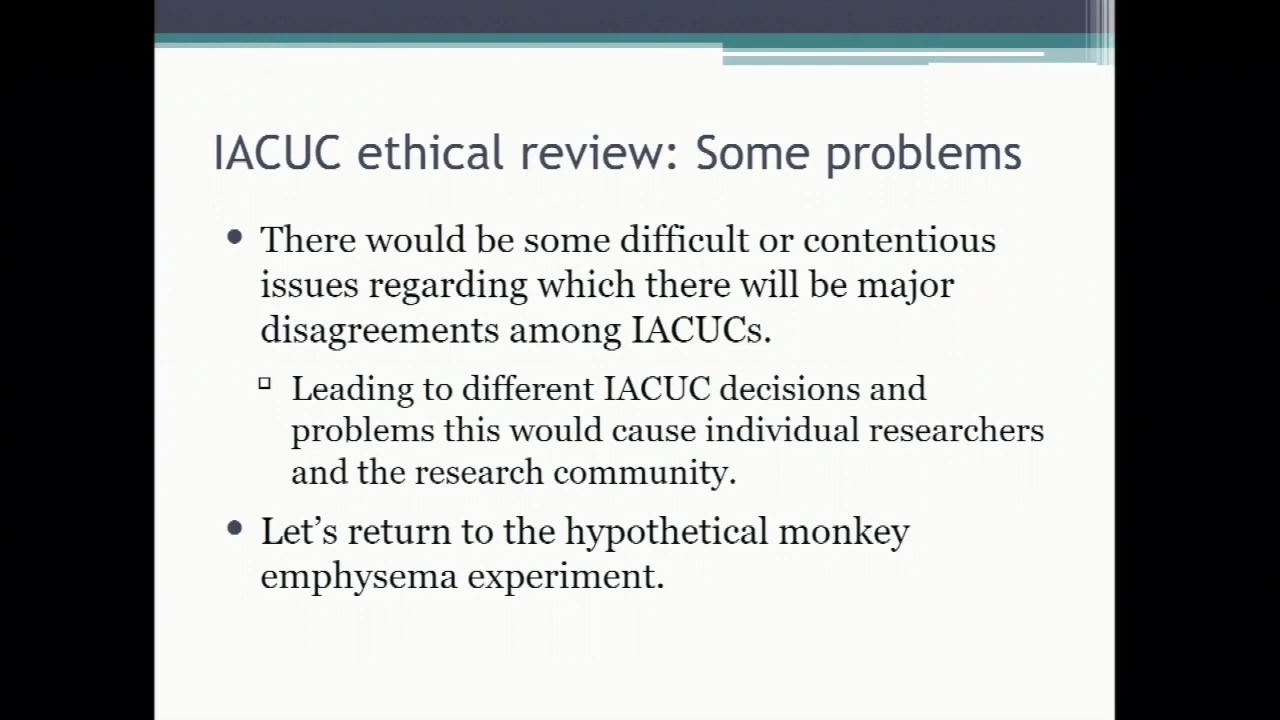 IACUC ethical review: Some problems
• There would be some difficult or contentious
issues regarding which there will be major
disagreements among IACUCs.
▫ Leading to different IACUC decisions and
problems this would cause individual researchers
and the research community.
• Let’s return to the hypothetical monkey
emphysema experiment.